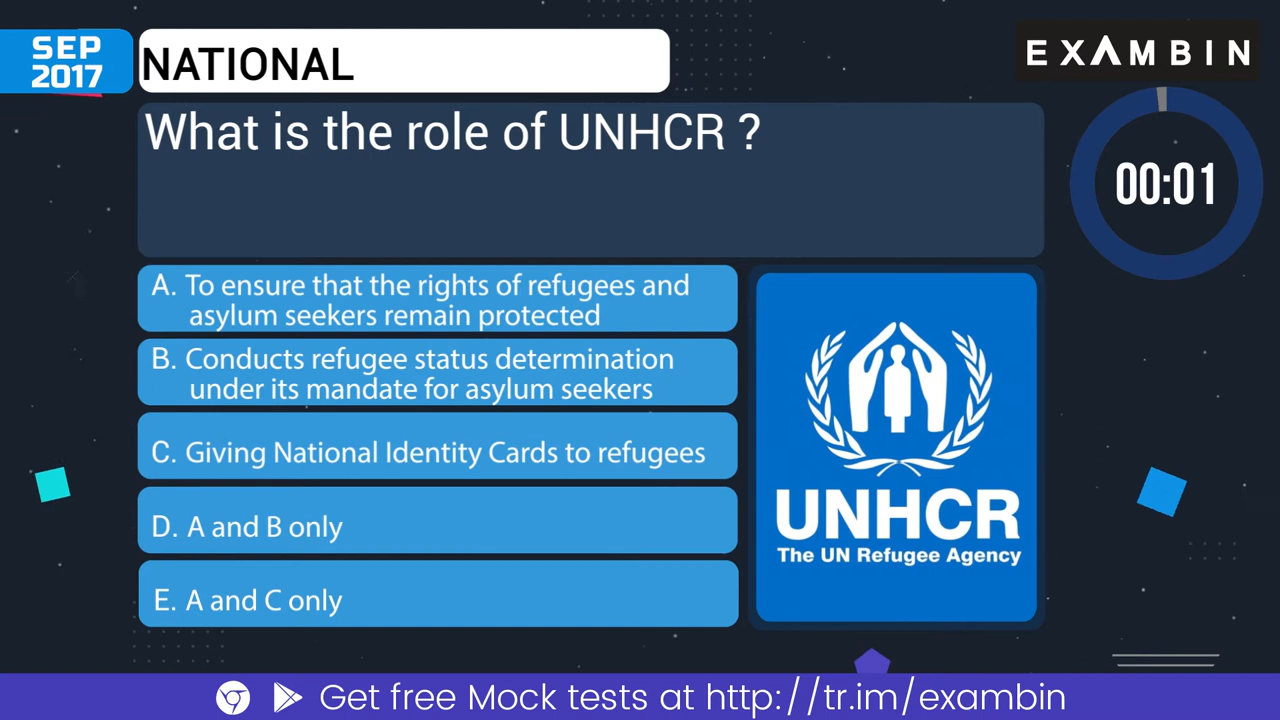 SEP
2017
NATIONAL
EXAMBIN
What is the role of UNHCR ?
00:01
A. To ensure that the rights of refugees and
asylum seekers remain protected
B. Conducts refugee status determination
under its mandate for asylum seekers
C. Giving National Identity Cards to refugees
D. A and B only
E. A and C only
UNHCR
The UN Refugee Agency
Get free Mock tests at http://tr.im/exambin